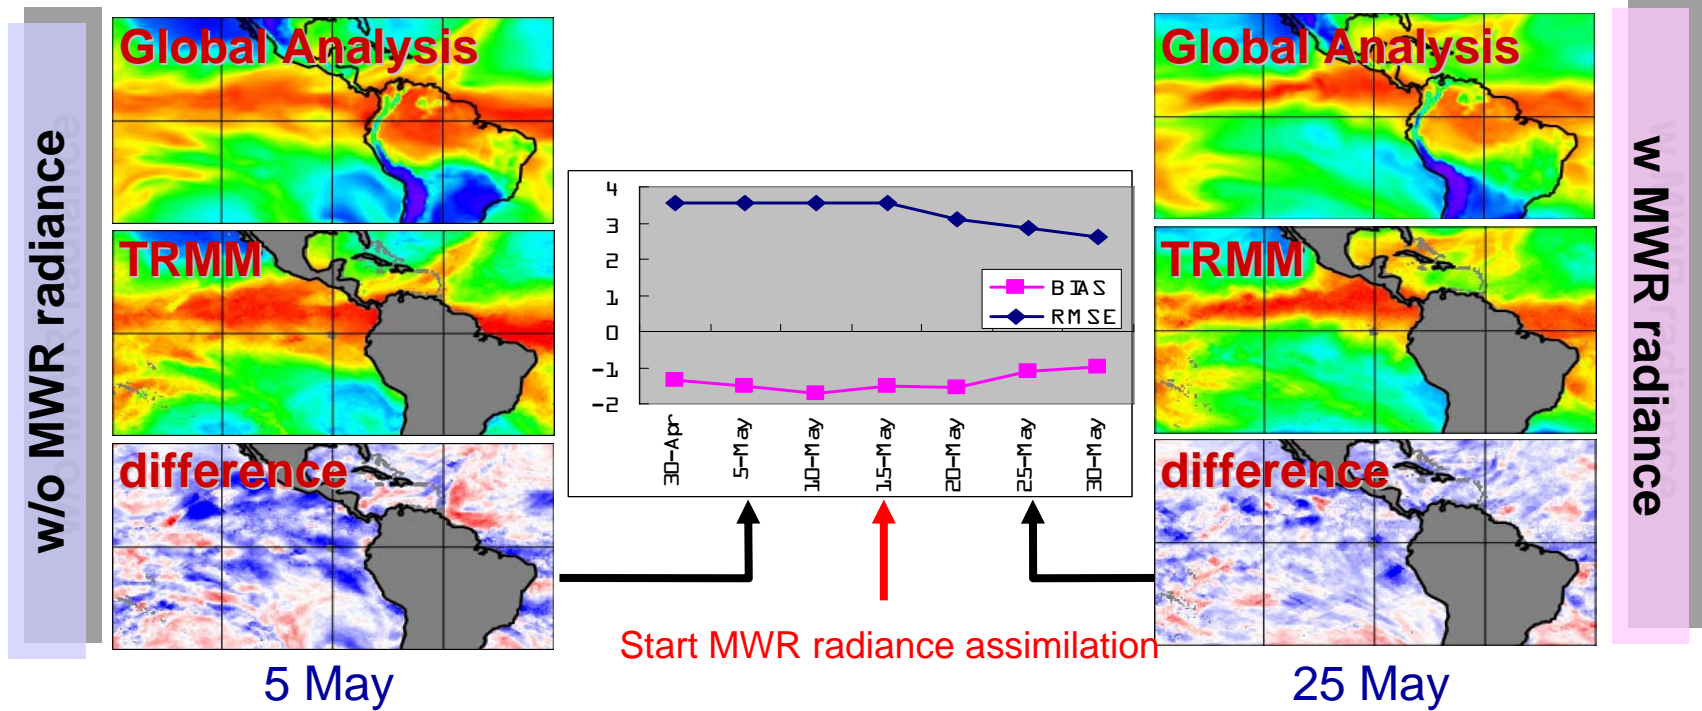 w/o MWR radiance
Global Analysis
TRMM
difference
5 May
4
3
2
1
0
-1
-2
BIAS
RMSE
30-Apr
5-May
10-May
15-May
20-May
25-May
30-May
Start MWR radiance assimilation
Global Analysis
TRMM
difference
25 May
w MWR radiance